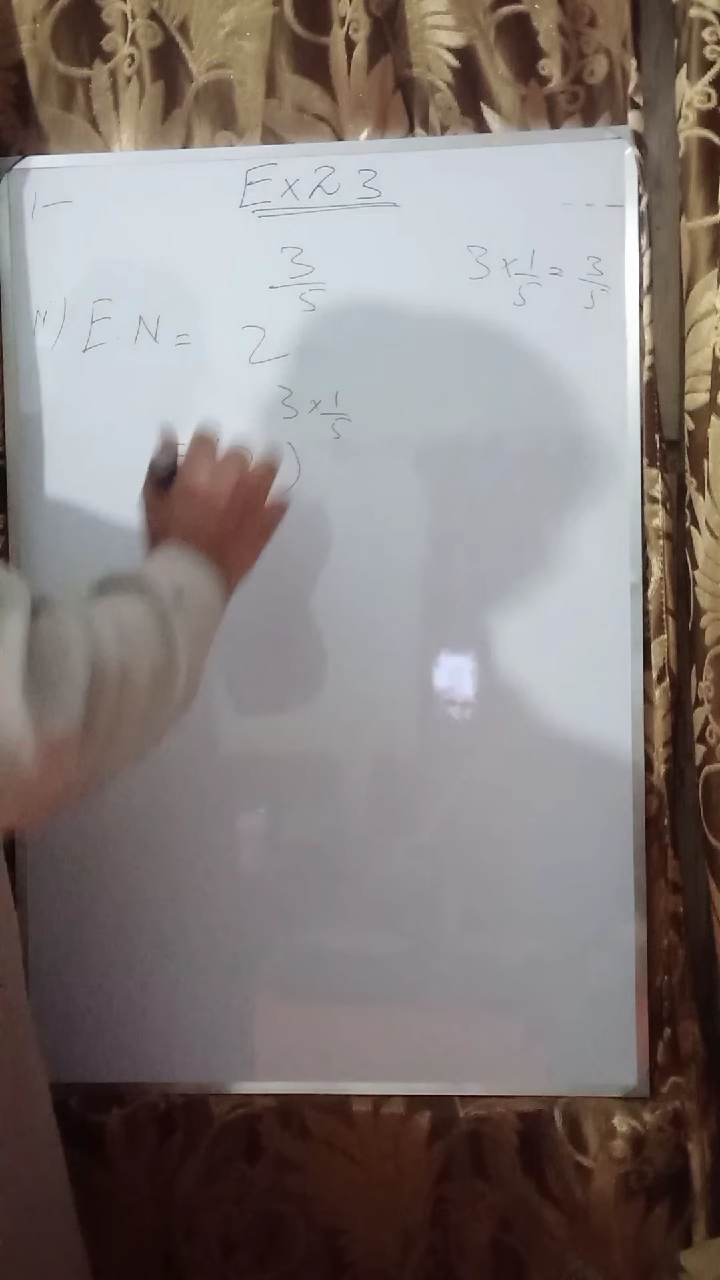 Ex 2 3
1—
3 × 1/5 = 3/5
) E.N = 2^(3/5)
3 × 1/5
)